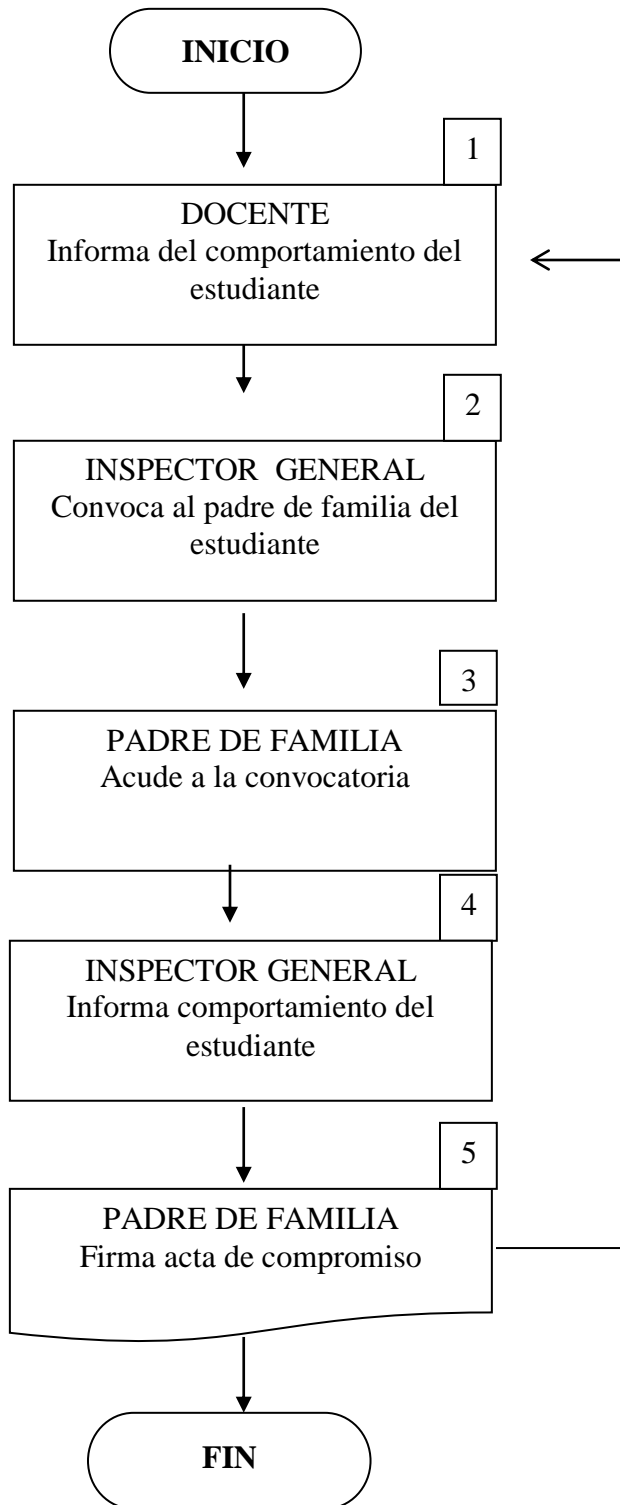 INICIO
1
DOCENTE
Informa del comportamiento del
estudiante
2
INSPECTOR  GENERAL
Convoca al padre de familia del
estudiante
3
PADRE DE FAMILIA
Acude a la convocatoria
4
INSPECTOR GENERAL
Informa comportamiento del
estudiante
5
PADRE DE FAMILIA
Firma acta de compromiso
FIN